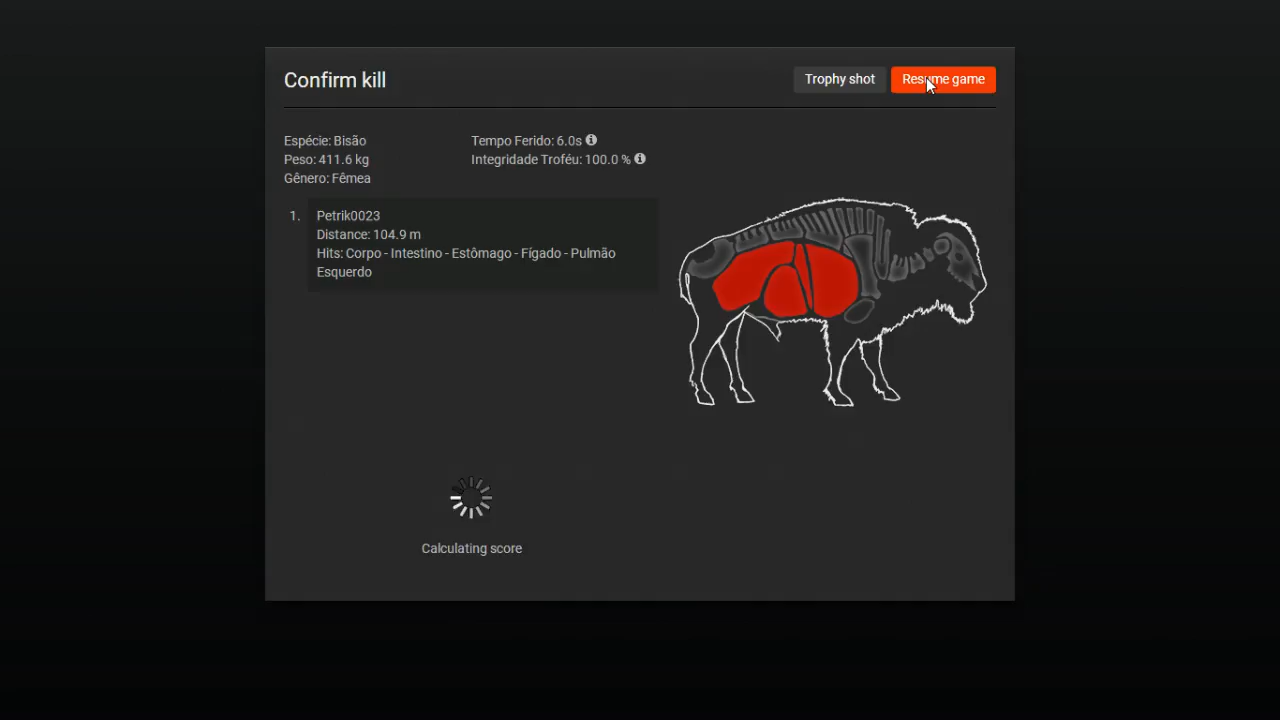 Confirm kill
Trophy shot
Resume game
Espécie: Bisão
Peso: 411.6 kg
Gênero: Fêmea
Tempo Ferido: 6.0s
Integridade Troféu: 100.0 %
1.
Petrik0023
Distance: 104.9 m
Hits: Corpo - Intestino - Estômago - Fígado - Pulmão
Esquerdo
Calculating score